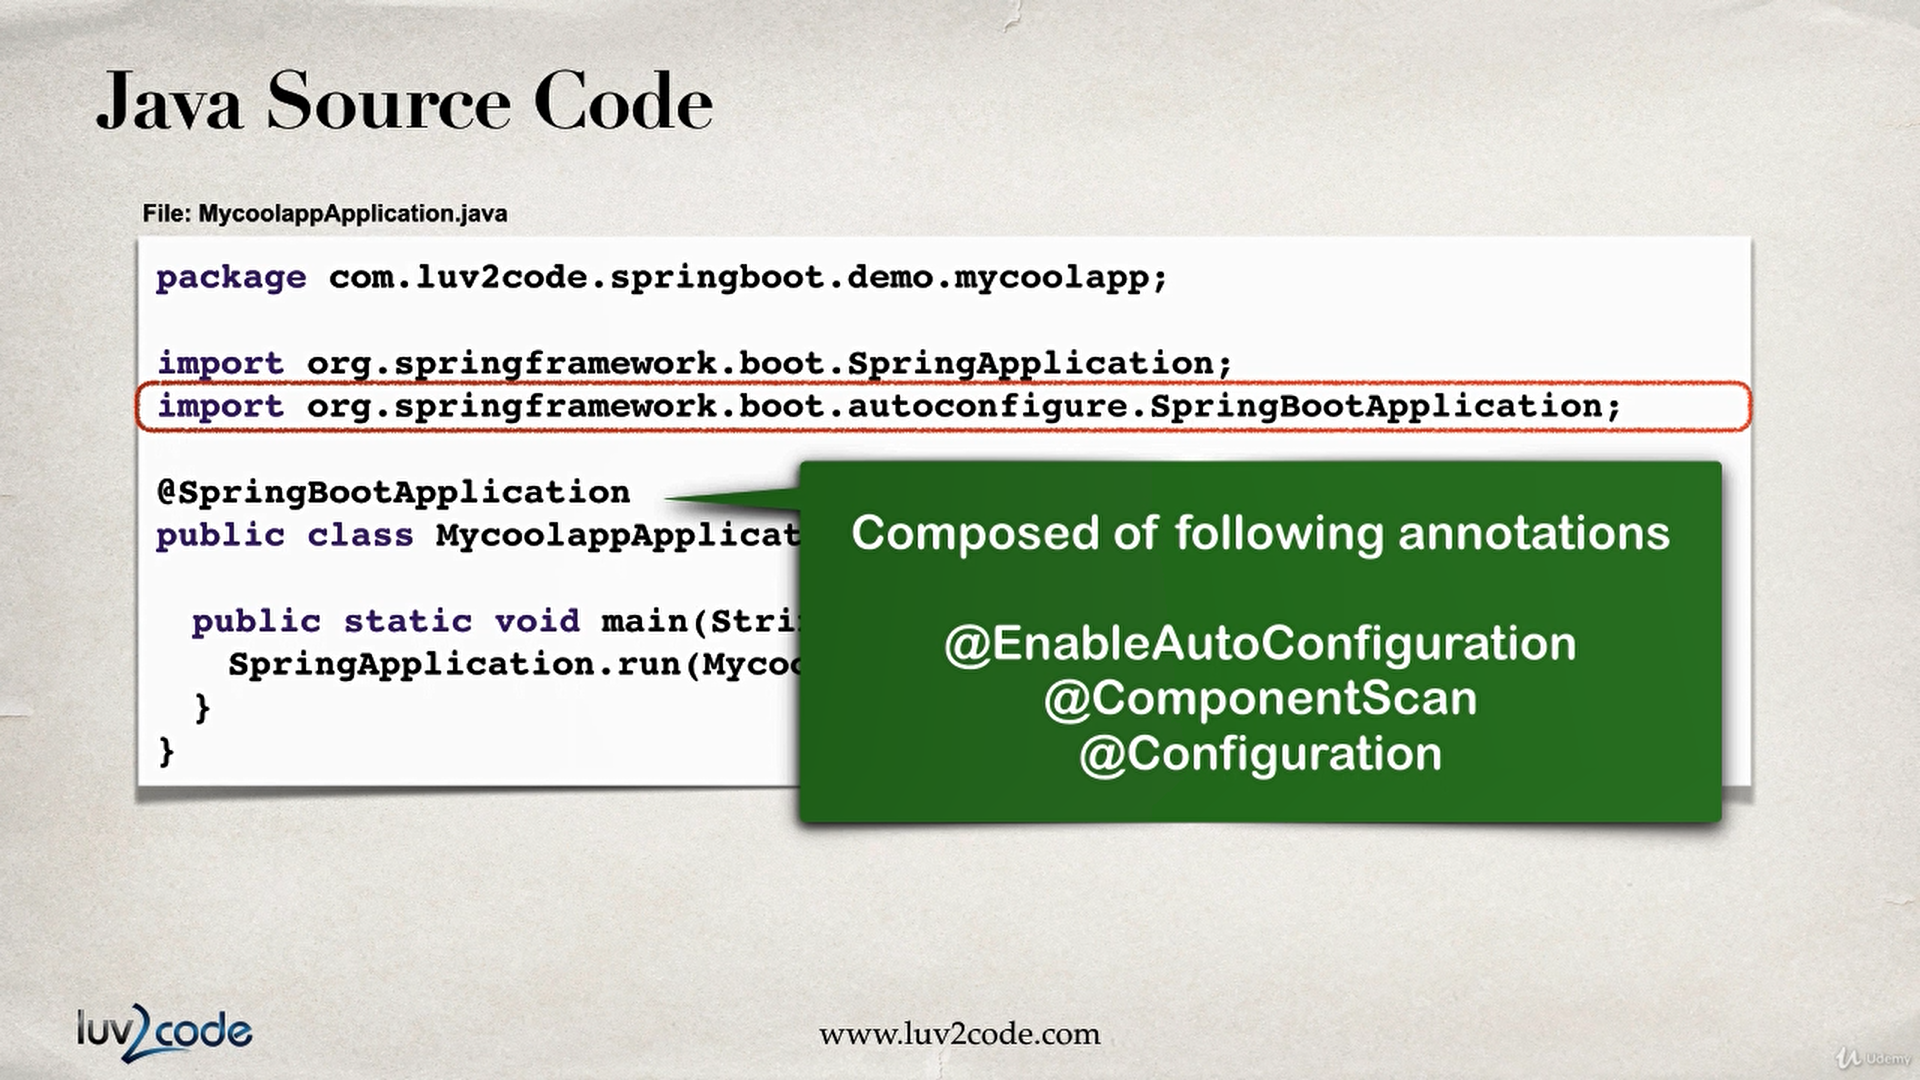 Java Source Code
File: MycoolappApplication.java
package com.luv2code.springboot.demo.mycoolapp;
import org.springframework.boot.SpringApplication;
import org.springframework.boot.autoconfigure.SpringBootApplication;
@SpringBootApplication
public class MycoolappApplicat
public static void main(Stri
SpringApplication.run(Mycoo
}
}
Composed of following annotations
@EnableAutoConfiguration
@ComponentScan
@Configuration
luv2code
www.luv2code.com
Udemy